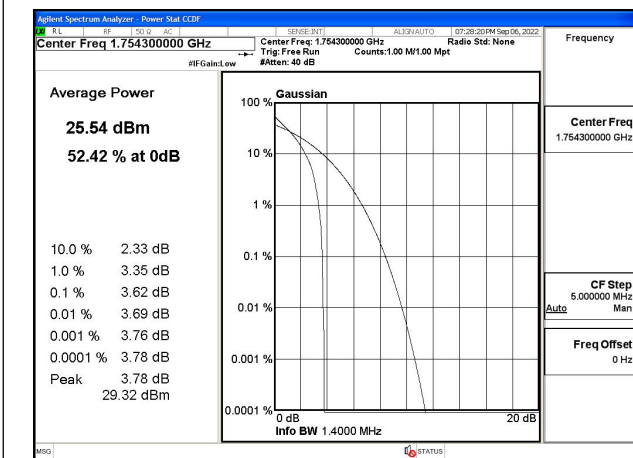 Agilent Spectrum Analyzer - Power Stat CCDF
LXI RL RF 50 Ω AC SENSE:INT ALIGN AUTO 07:28:20 PM Sep 06, 2022
Center Freq 1.754300000 GHz
Center Freq: 1.754300000 GHz Radio Std: None
Trig: Free Run Counts:1.00 M/1.00 Mpt
#IFGain:Low #Atten: 40 dB
Frequency
Average Power
25.54 dBm
52.42 % at 0dB
10.0 % 2.33 dB
1.0 % 3.35 dB
0.1 % 3.62 dB
0.01 % 3.69 dB
0.001 % 3.76 dB
0.0001 % 3.78 dB
Peak 3.78 dB
29.32 dBm
Gaussian
100 %
10 %
1 %
0.1 %
0.01 %
0.001 %
0.0001 %
0 dB 20 dB
Info BW 1.4000 MHz
Center Freq
1.754300000 GHz
CF Step
5.000000 MHz
Auto Man
Freq Offset
0 Hz
MSG STATUS